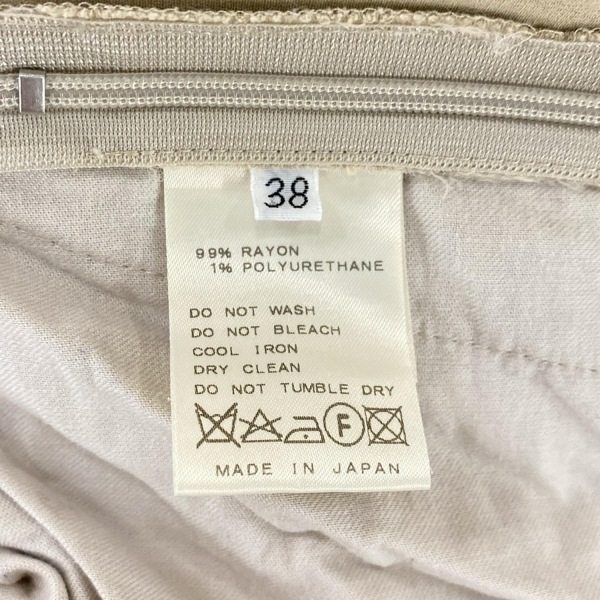 38
99% RAYON
1% POLYURETHANE
DO NOT WASH
DO NOT BLEACH
COOL IRON
DRY CLEAN
DO NOT TUMBLE DRY
F
MADE IN JAPAN